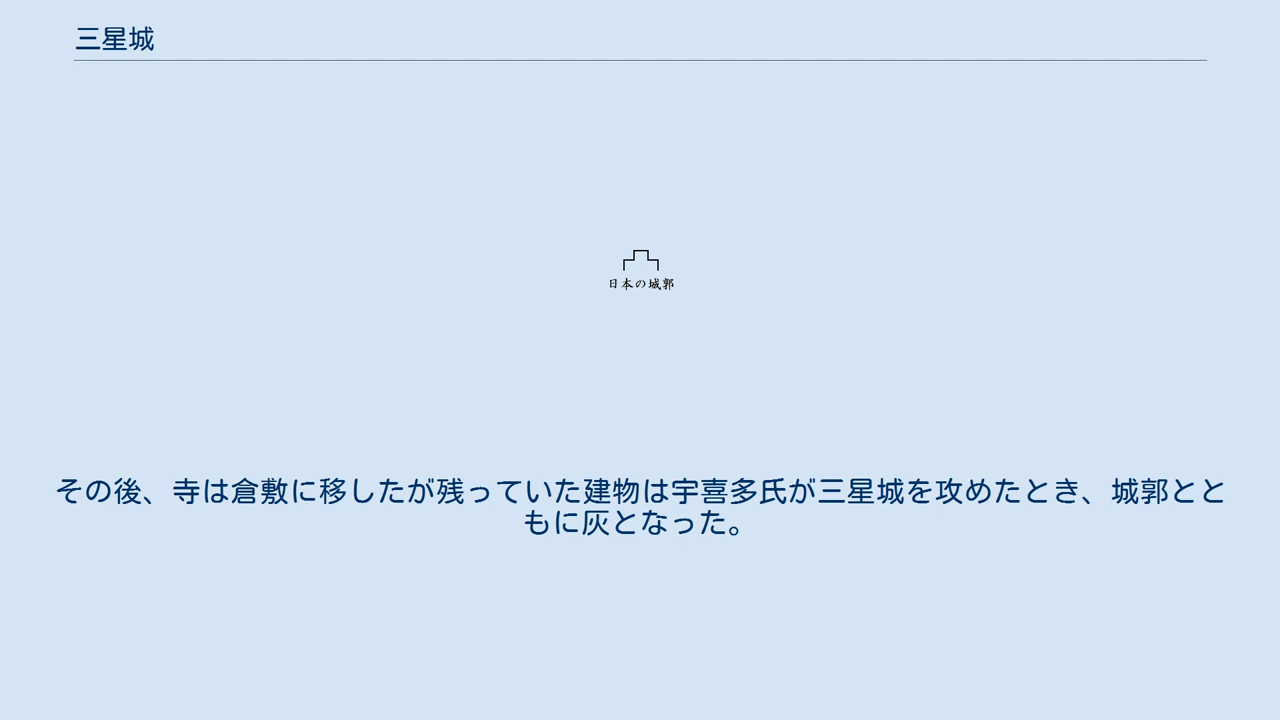 三星城
日本の城郭
その後、寺は倉敷に移したが残っていた建物は宇喜多氏が三星城を攻めたとき、城郭とと
もに灰となった。